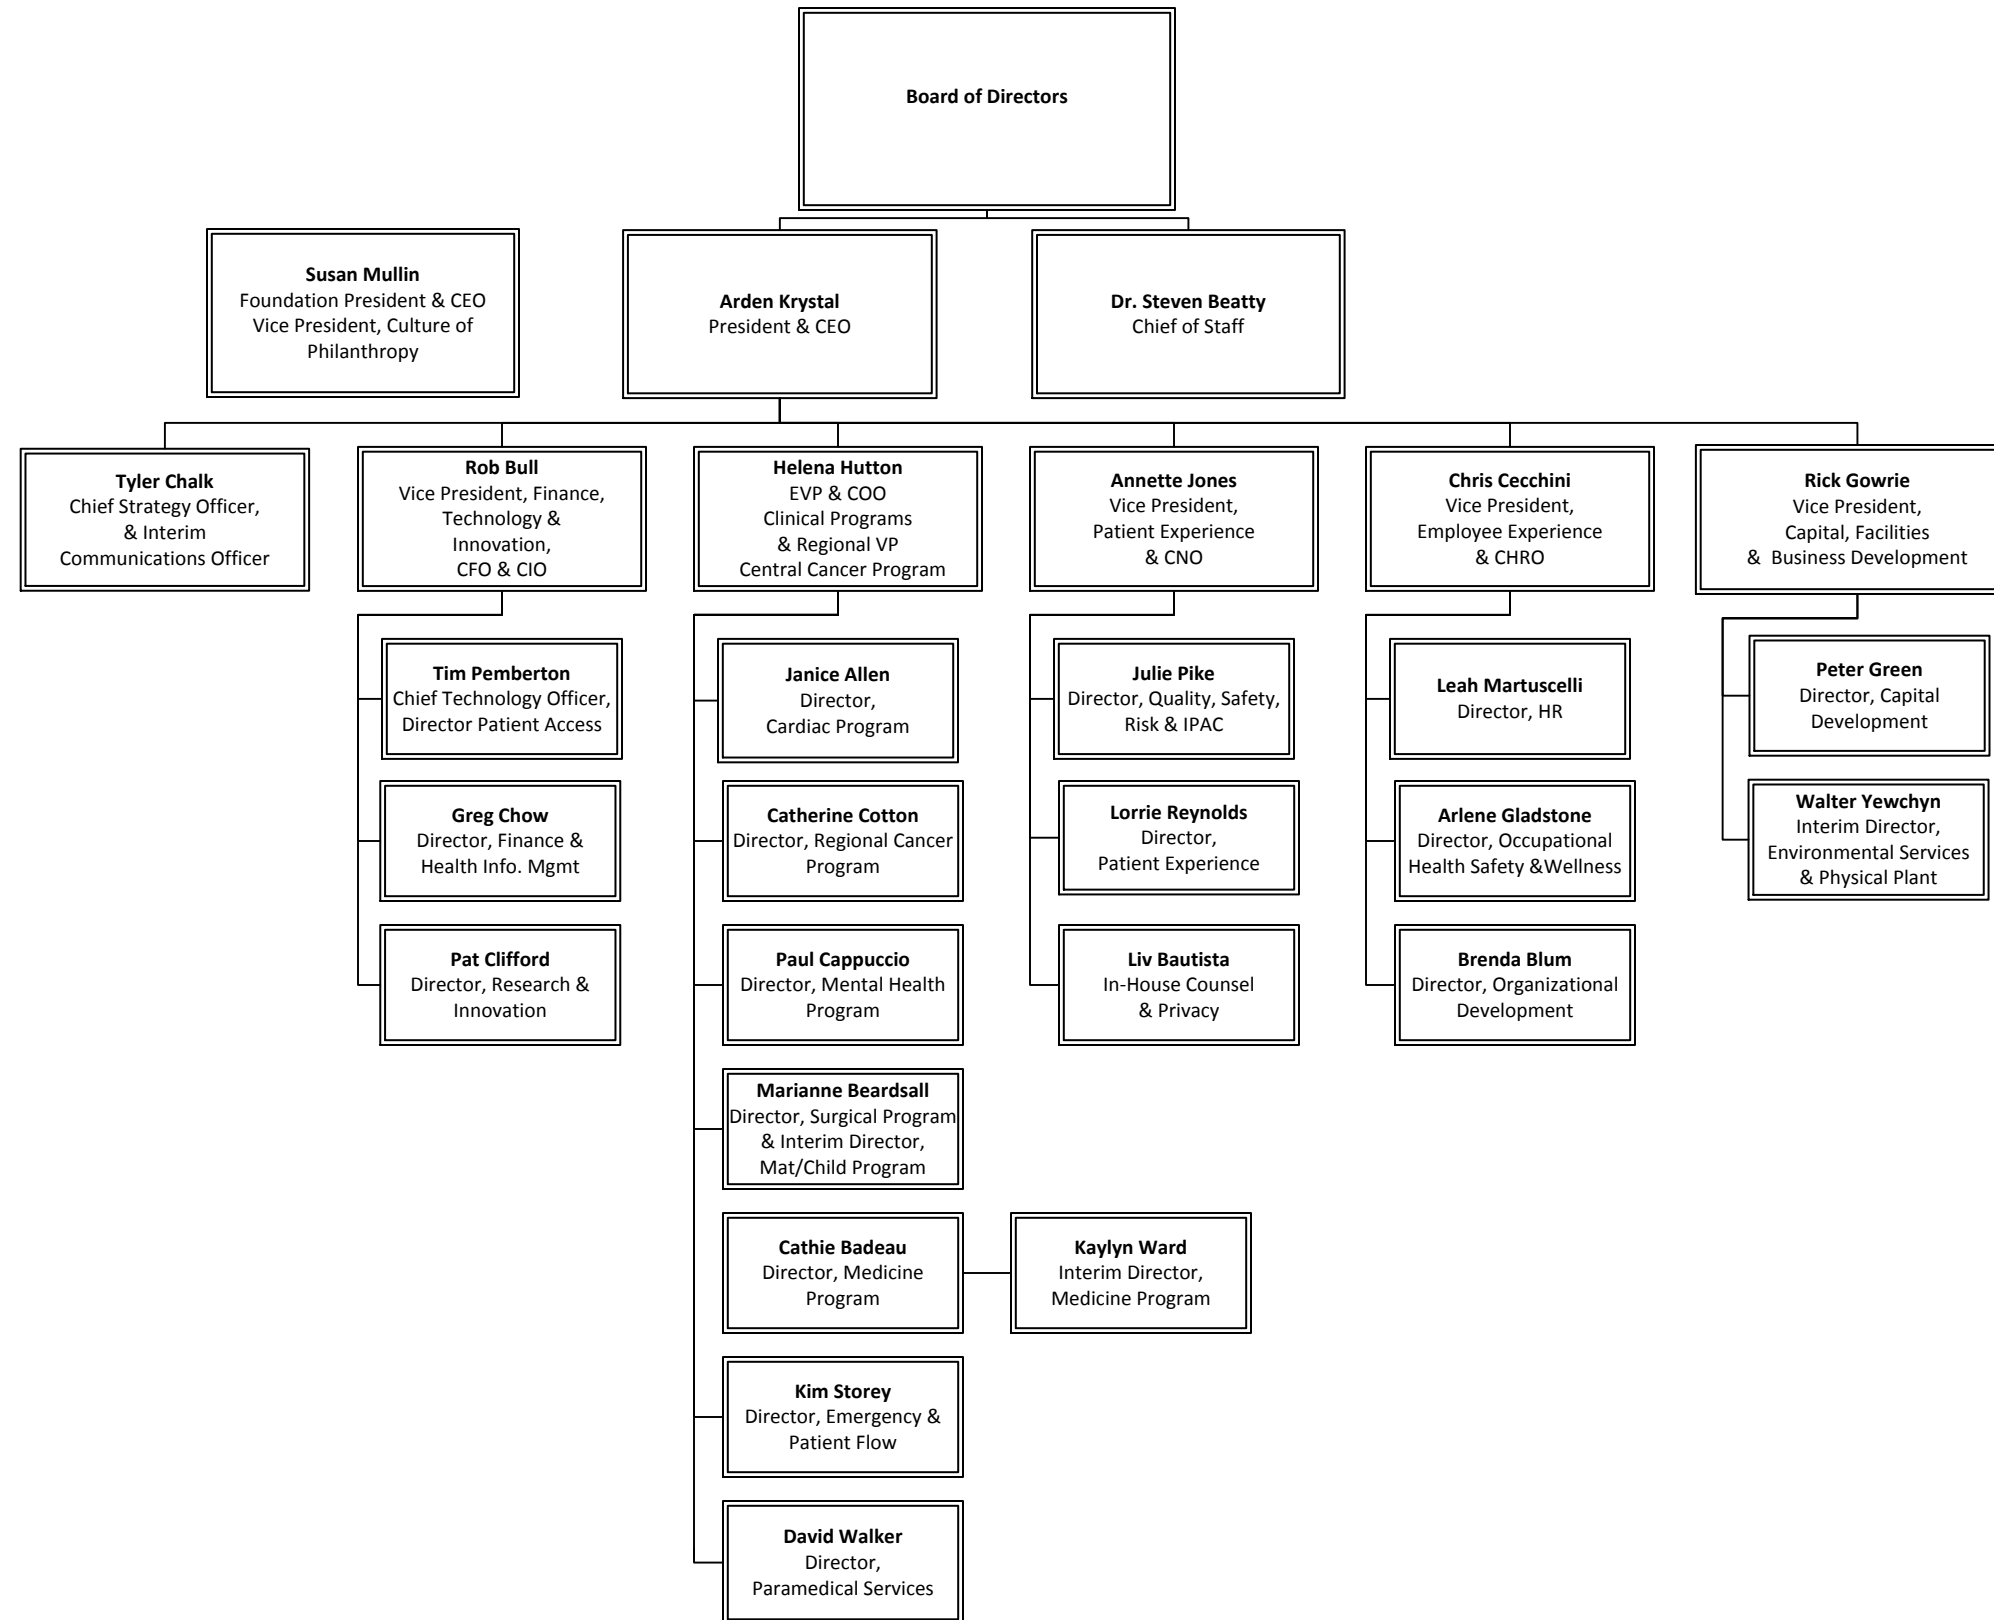 Board of Directors
Susan Mullin
Foundation President & CEO
Vice President, Culture of
Philanthropy
Arden Krystal
President & CEO
Dr. Steven Beatty
Chief of Staff
Tyler Chalk
Chief Strategy Officer,
& Interim
Communications Officer
Rob Bull
Vice President, Finance,
Technology &
Innovation,
CFO & CIO
Helena Hutton
EVP & COO
Clinical Programs
& Regional VP
Central Cancer Program
Annette Jones
Vice President,
Patient Experience
& CNO
Chris Cecchini
Vice President,
Employee Experience
& CHRO
Rick Gowrie
Vice President,
Capital, Facilities
&  Business Development
Tim Pemberton
Chief Technology Officer,
Director Patient Access
Greg Chow
Director, Finance &
Health Info. Mgmt
Pat Clifford
Director, Research &
Innovation
Janice Allen
Director,
Cardiac Program
Catherine Cotton
Director, Regional Cancer
Program
Paul Cappuccio
Director, Mental Health
Program
Marianne Beardsall
Director, Surgical Program
& Interim Director,
Mat/Child Program
Cathie Badeau
Director, Medicine
Program
Kaylyn Ward
Interim Director,
Medicine Program
Kim Storey
Director, Emergency &
Patient Flow
David Walker
Director,
Paramedical Services
Julie Pike
Director, Quality, Safety,
Risk & IPAC
Lorrie Reynolds
Director,
Patient Experience
Liv Bautista
In-House Counsel
& Privacy
Leah Martuscelli
Director, HR
Arlene Gladstone
Director, Occupational
Health Safety &Wellness
Brenda Blum
Director, Organizational
Development
Peter Green
Director, Capital
Development
Walter Yewchyn
Interim Director,
Environmental Services
& Physical Plant